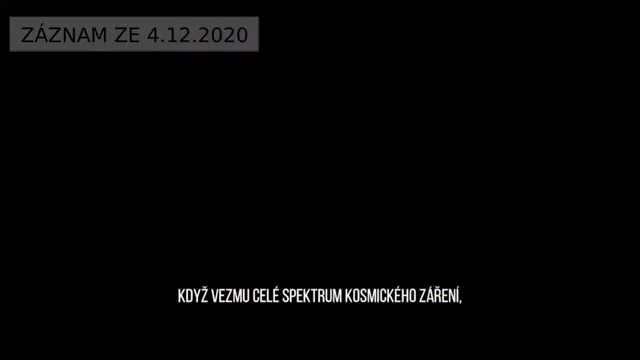 ZÁZNAM ZE 4.12.2020
KDYŽ VEZMU CELÉ SPEKTRUM KOSMICKÉHO ZÁŘENÍ,